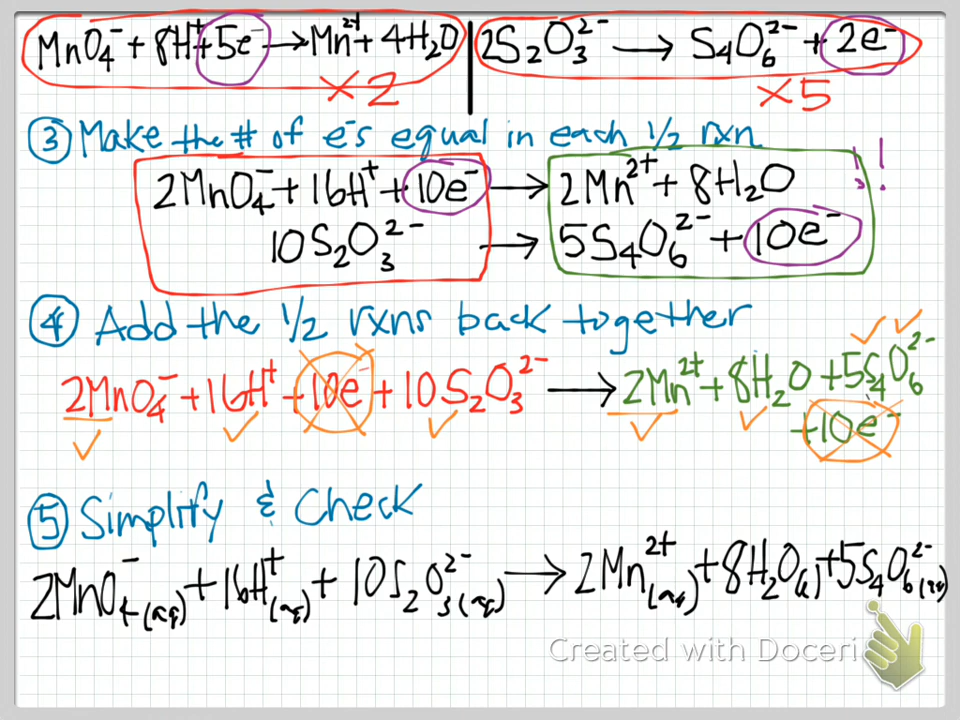 MnO₄⁻ + 8H⁺ + 5e⁻ → Mn²⁺ + 4H₂O | 2S₂O₃²⁻ → S₄O₆²⁻ + 2e⁻
×2 ×5
③ Make the # of e⁻s equal in each ½ rxn !!
2MnO₄⁻ + 16H⁺ + 10e⁻ → 2Mn²⁺ + 8H₂O
10S₂O₃²⁻ → 5S₄O₆²⁻ + 10e⁻
④ Add the ½ rxns back together
2MnO₄⁻ + 16H⁺ + 10e⁻ + 10S₂O₃²⁻ → 2Mn²⁺ + 8H₂O + 5S₄O₆²⁻
+10e⁻
⑤ Simplify & Check
2MnO₄⁻(aq) + 16H⁺(aq) + 10S₂O₃²⁻(aq) → 2Mn²⁺(aq) + 8H₂O(l) + 5S₄O₆²⁻(aq)
Created with Doceri